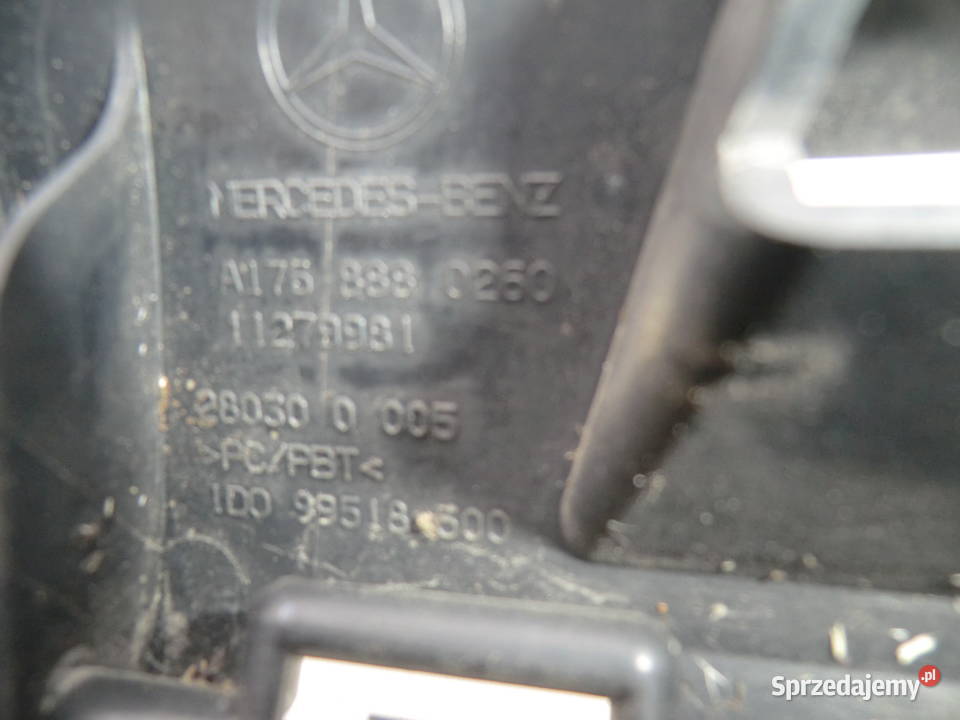 MERCEDES-BENZ
A176 888 0260
11279981
28030 0 005
>PC/PBT<
1D0 99518 500
Sprzedajemy.pl